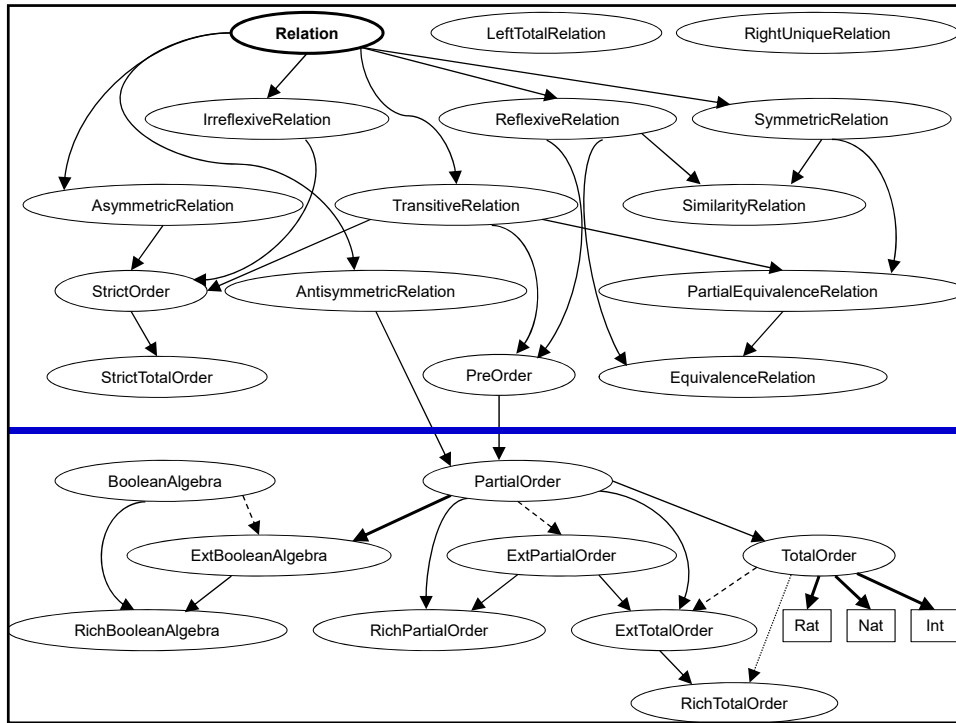 Relation
LeftTotalRelation
RightUniqueRelation
IrreflexiveRelation
ReflexiveRelation
SymmetricRelation
AsymmetricRelation
TransitiveRelation
SimilarityRelation
StrictOrder
AntisymmetricRelation
PartialEquivalenceRelation
StrictTotalOrder
PreOrder
EquivalenceRelation
BooleanAlgebra
PartialOrder
ExtBooleanAlgebra
ExtPartialOrder
TotalOrder
RichBooleanAlgebra
RichPartialOrder
ExtTotalOrder
Rat
Nat
Int
RichTotalOrder